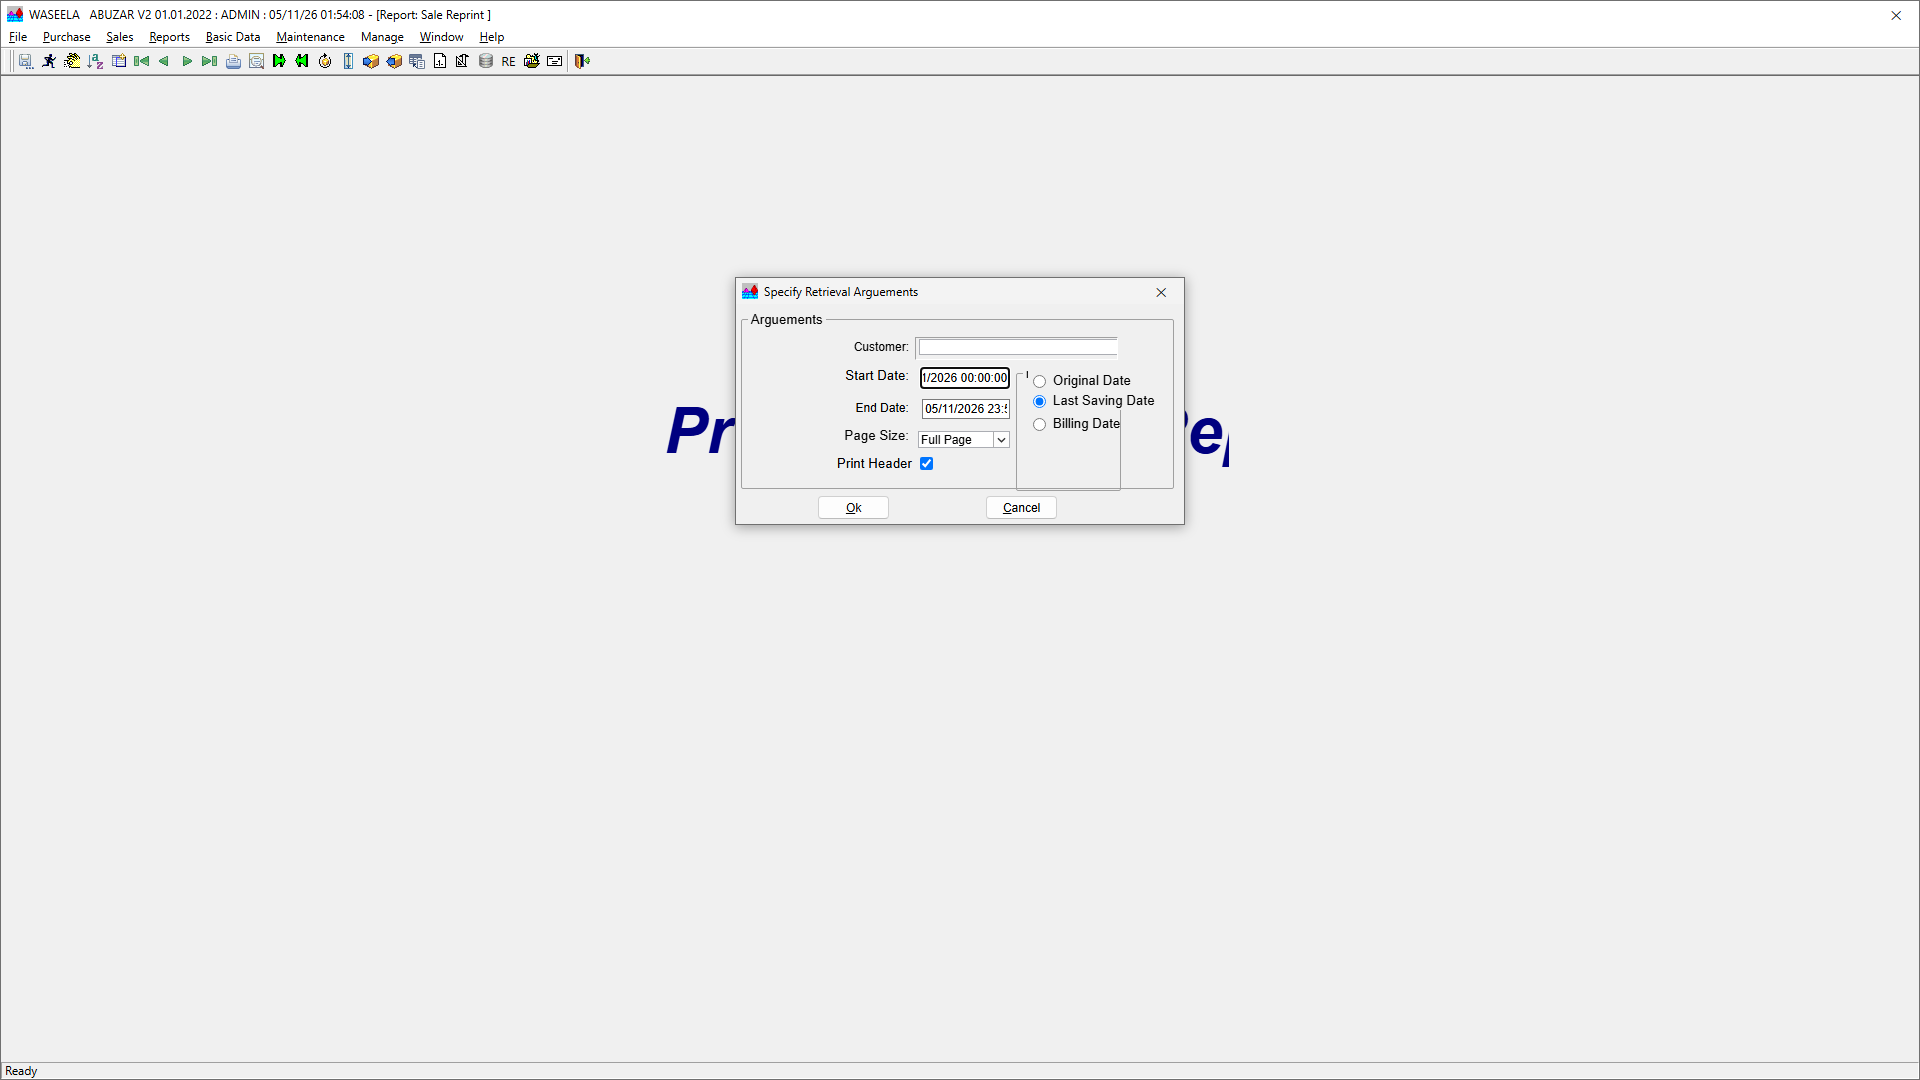 WASEELA ABUZAR V2 01.01.2022 : ADMIN : 05/11/26 01:54:08 - [Report: Sale Reprint ]
File Purchase Sales Reports Basic Data Maintenance Manage Window Help
RE
Specify Retrieval Arguements
Arguements
Customer:
Start Date: 1/2026 00:00:00
Original Date
Last Saving Date
End Date: 05/11/2026 23:
Billing Date
Page Size: Full Page
Print Header
Ok Cancel
Pr
Ready